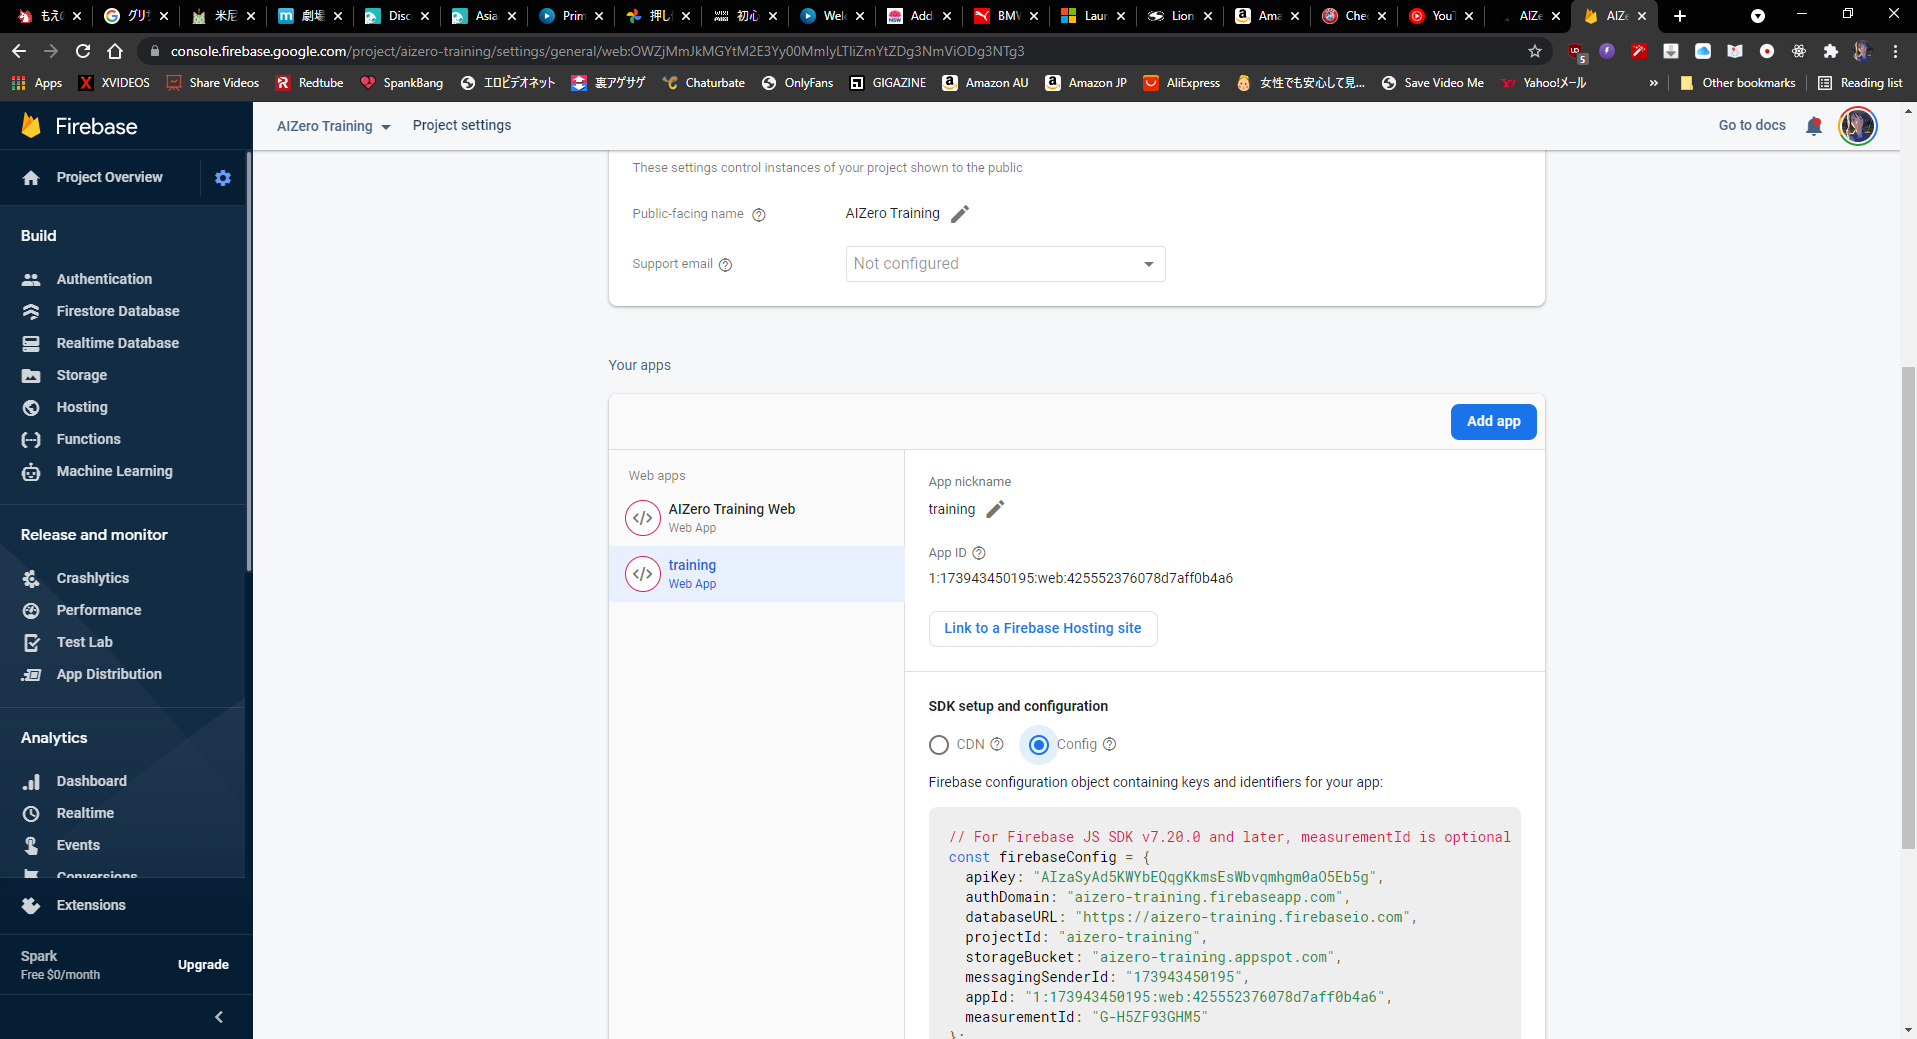 もえの
グリサ
米尼
劇場
Disc
Asia
Prim
押し
初心
Welc
Addi
BMW
Laun
Lion
Ama
Chec
YouT
AIZe
AIZe
console.firebase.google.com/project/aizero-training/settings/general/web:OWZjMmJkMGYtM2E3Yy00MmIyLTliZmYtZDg3NmViODg3NTg3
5
Apps
XVIDEOS
Share Videos
Redtube
SpankBang
エロビデオネット
裏アゲサゲ
Chaturbate
OnlyFans
GIGAZINE
Amazon AU
Amazon JP
AliExpress
女性でも安心して見...
Save Video Me
Yahoo!メール
»
Other bookmarks
Reading list
Firebase
AIZero Training
Project settings
Go to docs
Project Overview
Build
Authentication
Firestore Database
Realtime Database
Storage
Hosting
Functions
Machine Learning
Release and monitor
Crashlytics
Performance
Test Lab
App Distribution
Analytics
Dashboard
Realtime
Events
Conversions
Extensions
Spark
Free $0/month
Upgrade
These settings control instances of your project shown to the public
Public-facing name
AIZero Training
Support email
Not configured
Your apps
Add app
Web apps
AIZero Training Web
Web App
training
Web App
App nickname
training
App ID
1:173943450195:web:425552376078d7aff0b4a6
Link to a Firebase Hosting site
SDK setup and configuration
CDN
Config
Firebase configuration object containing keys and identifiers for your app:
// For Firebase JS SDK v7.20.0 and later, measurementId is optional
const firebaseConfig = {
apiKey: "AIzaSyAd5KWYbEQqgKkmsEsWbvqmhgm0aO5Eb5g",
authDomain: "aizero-training.firebaseapp.com",
databaseURL: "https://aizero-training.firebaseio.com",
projectId: "aizero-training",
storageBucket: "aizero-training.appspot.com",
messagingSenderId: "173943450195",
appId: "1:173943450195:web:425552376078d7aff0b4a6",
measurementId: "G-H5ZF93GHM5"
};